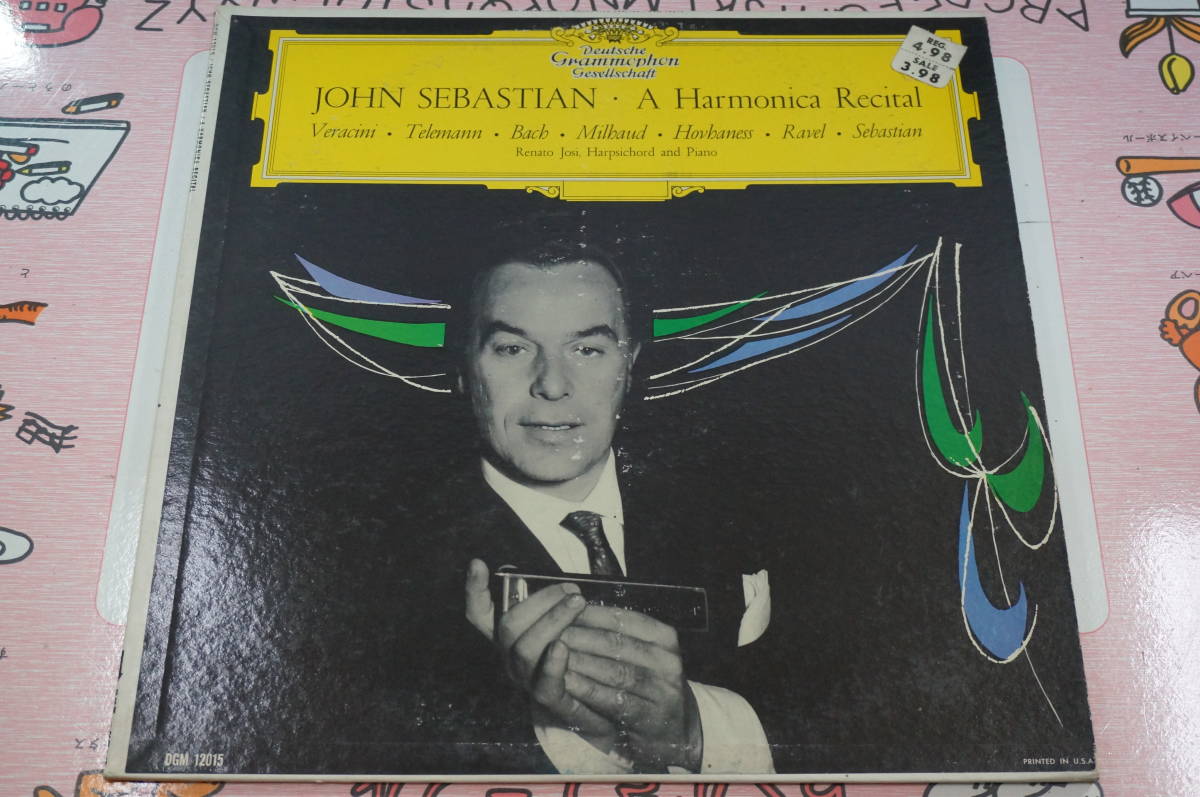 Deutsche
Grammophon
Gesellschaft
REG.
4.98
SALE
3.98
JOHN SEBASTIAN · A Harmonica Recital
Veracini · Telemann · Bach · Milhaud · Hovhaness · Ravel · Sebastian
Renato Josi, Harpsichord and Piano
DGM 12015
PRINTED IN U.S.A